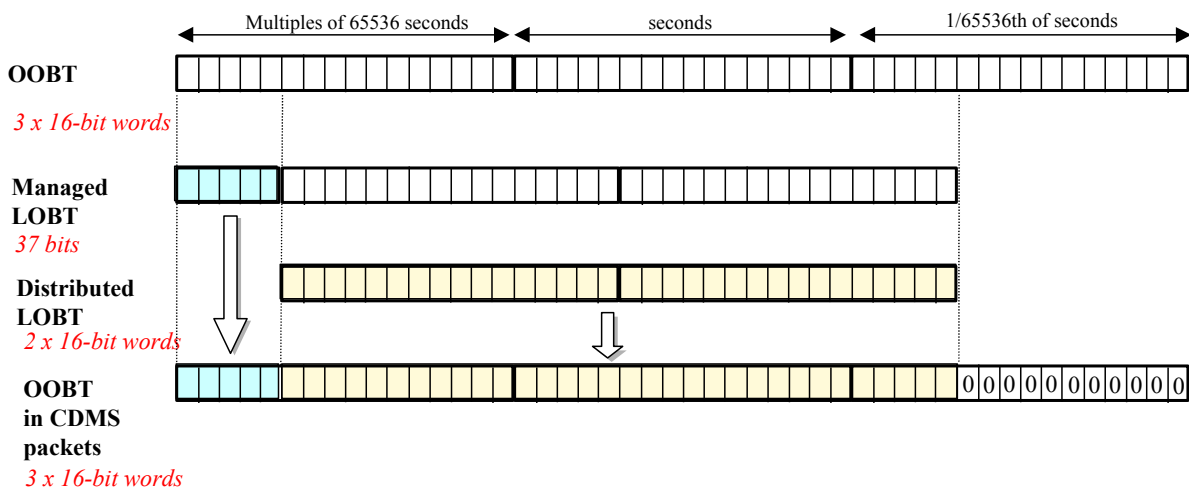 Multiples of 65536 seconds
seconds
1/65536th of seconds
OOBT
3 x 16-bit words
Managed
LOBT
37 bits
Distributed
LOBT
2 x 16-bit words
OOBT
in CDMS
packets
0 0 0 0 0 0 0 0 0 0 0
3 x 16-bit words